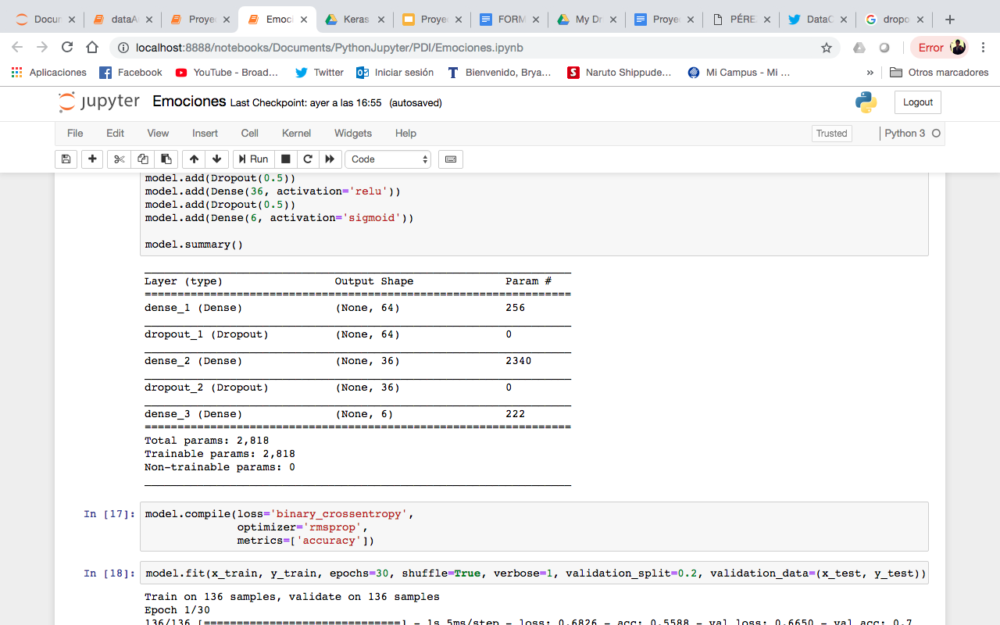 Docun
dataAr
Proye
Emoci
Keras
Proye
FORM
My Dr
Proye
PÉRE
DataC
dropo
localhost:8888/notebooks/Documents/PythonJupyter/PDI/Emociones.ipynb
Error
Aplicaciones Facebook YouTube - Broad... Twitter Iniciar sesión Bienvenido, Brya... Naruto Shippude... Mi Campus - Mi ... » Otros marcadores
jupyter Emociones Last Checkpoint: ayer a las 16:55 (autosaved) Logout
File Edit View Insert Cell Kernel Widgets Help Trusted Python 3
Run Code
model.add(Dropout(0.5))
model.add(Dense(36, activation='relu'))
model.add(Dropout(0.5))
model.add(Dense(6, activation='sigmoid'))
model.summary()
Layer (type) Output Shape Param #
=================================================================
dense_1 (Dense) (None, 64) 256
dropout_1 (Dropout) (None, 64) 0
dense_2 (Dense) (None, 36) 2340
dropout_2 (Dropout) (None, 36) 0
dense_3 (Dense) (None, 6) 222
=================================================================
Total params: 2,818
Trainable params: 2,818
Non-trainable params: 0
In [17]: model.compile(loss='binary_crossentropy',
optimizer='rmsprop',
metrics=['accuracy'])
In [18]: model.fit(x_train, y_train, epochs=30, shuffle=True, verbose=1, validation_split=0.2, validation_data=(x_test, y_test))
Train on 136 samples, validate on 136 samples
Epoch 1/30
136/136 [==============================] - 1s 5ms/step - loss: 0.6826 - acc: 0.5588 - val_loss: 0.6650 - val_acc: 0.7